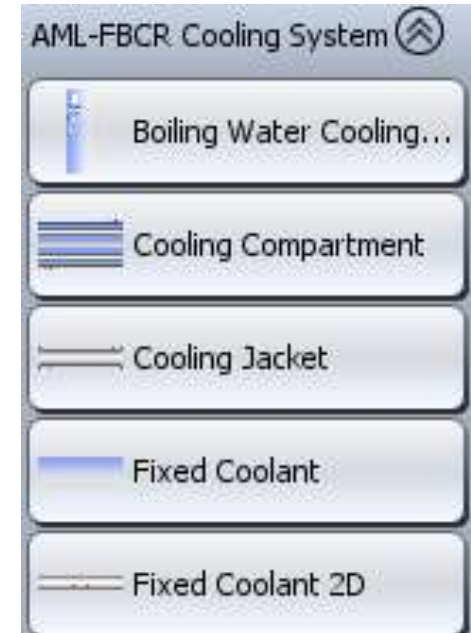 AML-FBCR Cooling System
Boiling Water Cooling...
Cooling Compartment
Cooling Jacket
Fixed Coolant
Fixed Coolant 2D